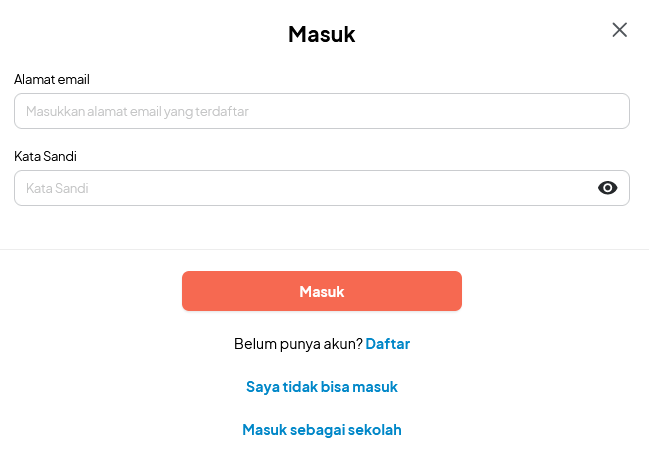 Masuk
Alamat email
Masukkan alamat email yang terdaftar
Kata Sandi
Kata Sandi
Masuk
Belum punya akun? Daftar
Saya tidak bisa masuk
Masuk sebagai sekolah